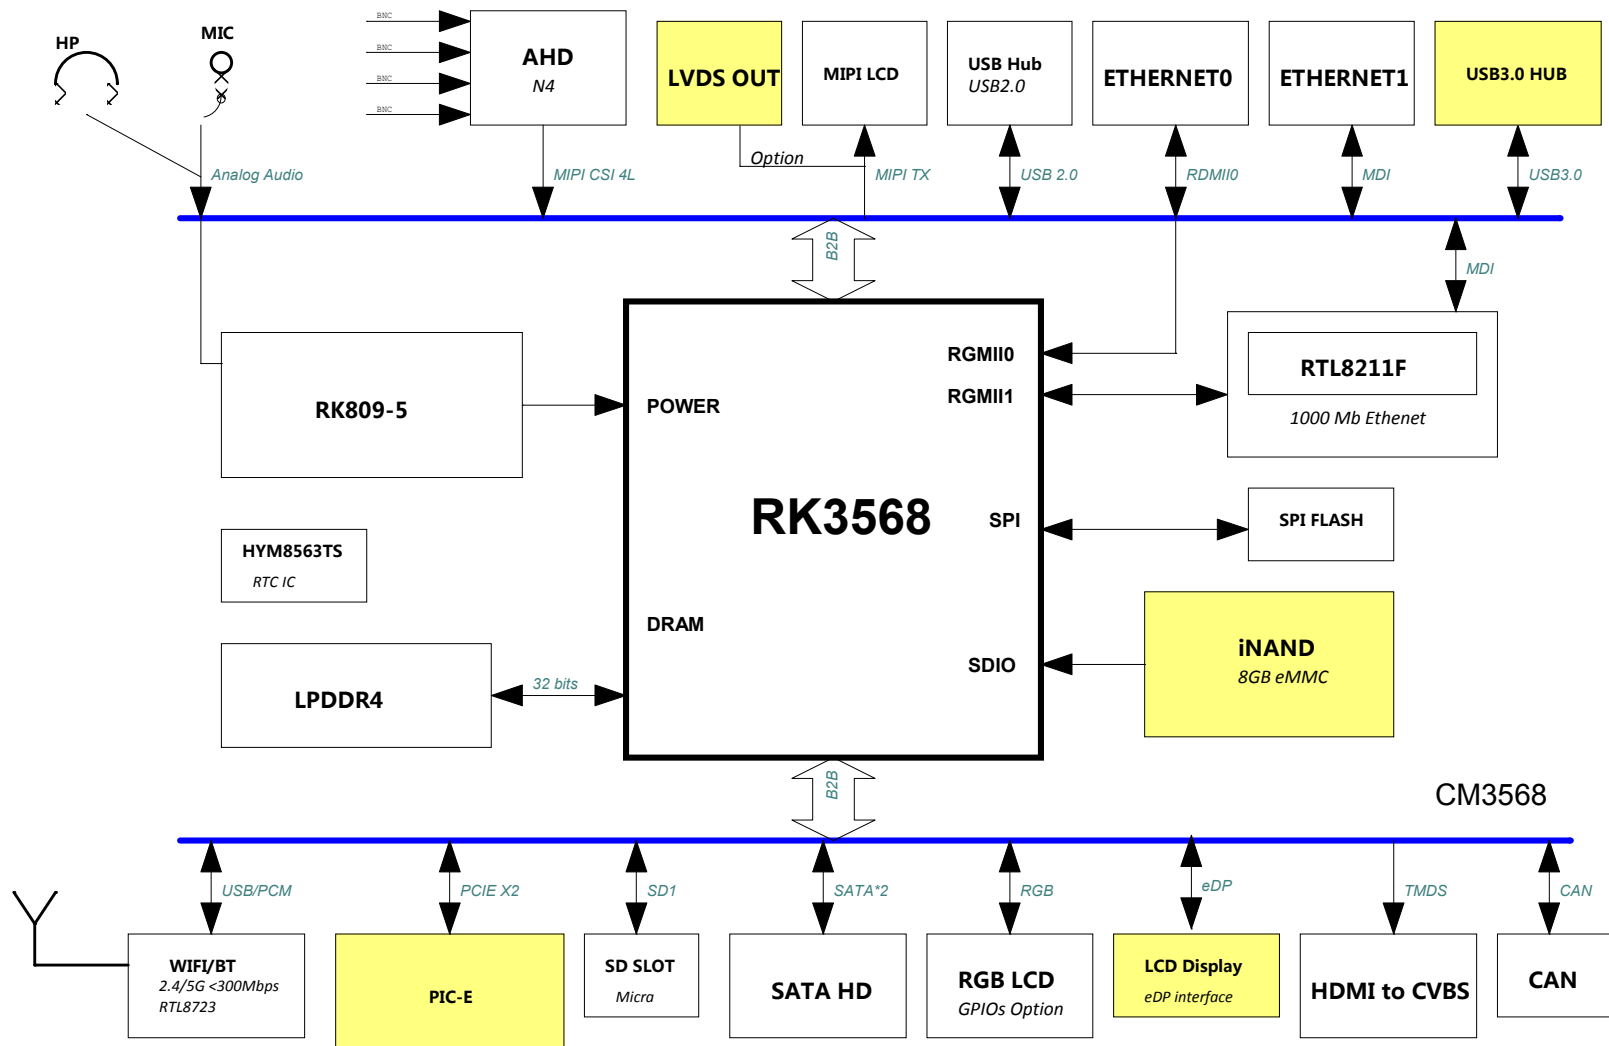 HP
MIC
BNC
BNC
BNC
BNC
AHD
N4
LVDS OUT
MIPI LCD
USB Hub
USB2.0
ETHERNET0
ETHERNET1
USB3.0 HUB
Option
Analog Audio
MIPI CSI 4L
MIPI TX
USB 2.0
RDMII0
MDI
USB3.0
B2B
MDI
RK809-5
POWER
RGMII0
RGMII1
RTL8211F
1000 Mb Ethenet
RK3568
SPI
SPI FLASH
HYM8563TS
RTC IC
DRAM
SDIO
iNAND
8GB eMMC
LPDDR4
32 bits
B2B
CM3568
USB/PCM
PCIE X2
SD1
SATA*2
RGB
eDP
TMDS
CAN
WIFI/BT
2.4/5G <300Mbps
RTL8723
PIC-E
SD SLOT
Micra
SATA HD
RGB LCD
GPIOs Option
LCD Display
eDP interface
HDMI to CVBS
CAN